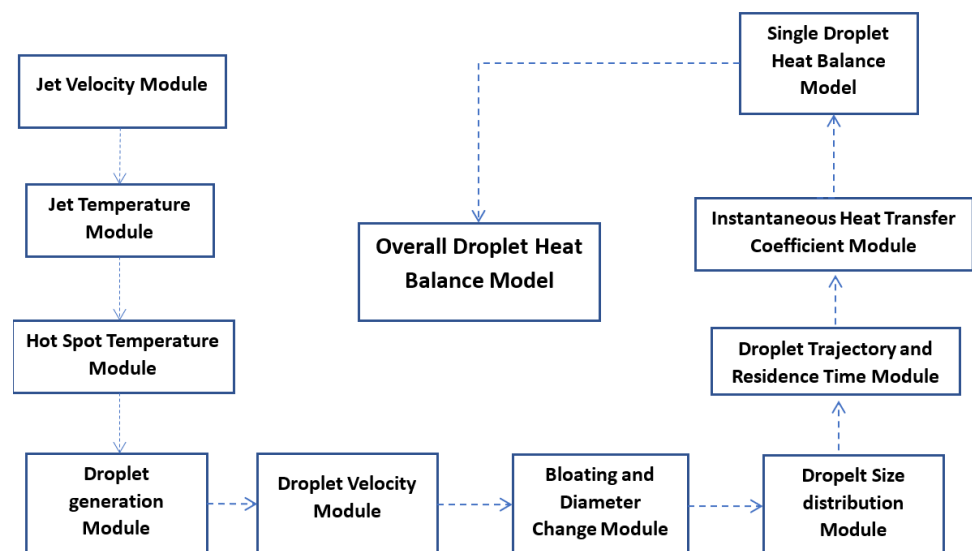 Jet Velocity Module
Jet Temperature
Module
Hot Spot Temperature
Module
Droplet
generation
Module
Droplet Velocity
Module
Bloating and
Diameter
Change Module
Dropelt Size
distribution
Module
Droplet Trajectory and
Residence Time Module
Instantaneous Heat Transfer
Coefficient Module
Single Droplet
Heat Balance
Model
Overall Droplet Heat
Balance Model